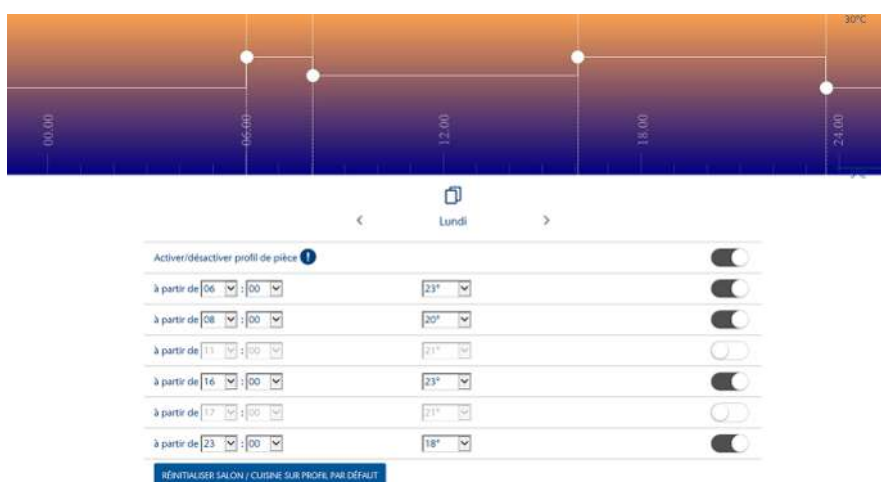 30°C
00.00
06.00
12.00
18.00
24.00
Lundi
Activer/désactiver profil de pièce !
à partir de 06 : 00 23°
à partir de 08 : 00 20°
à partir de 11 : 00 21°
à partir de 16 : 00 23°
à partir de 17 : 00 21°
à partir de 23 : 00 18°
RÉINITIALISER SALON / CUISINE SUR PROFIL PAR DÉFAUT